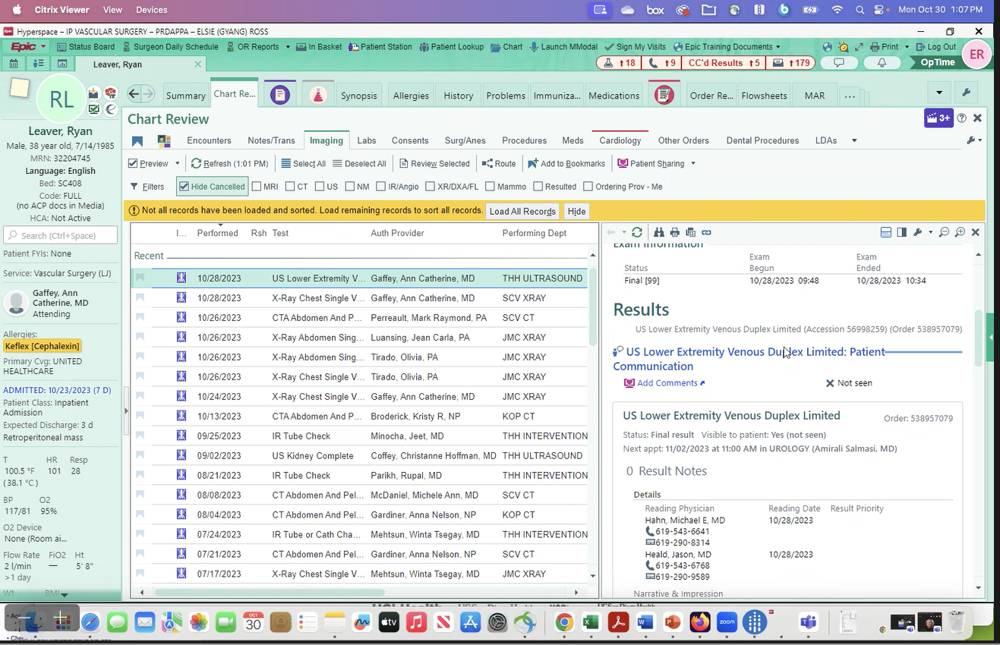 Citrix Viewer View Devices box Mon Oct 30 1:07PM
Hyperspace – IP VASCULAR SURGERY – PRDAPPA – ELSIE (GYANG) ROSS
Epic Status Board Surgeon Daily Schedule OR Reports In Basket Patient Station Patient Lookup Chart Launch MModal Sign My Visits Epic Training Documents Print Log Out
ER
Leaver, Ryan
18 9 CC'd Results 5 179 OpTime
RL
Leaver, Ryan
Male, 38 year old, 7/14/1985
MRN: 32204745
Language: English
Bed: SC408
Code: FULL
(no ACP docs in Media)
HCA: Not Active
Search (Ctrl+Space)
Patient FYIs: None
Service: Vascular Surgery (LJ)
Gaffey, Ann
Catherine, MD
Attending
Allergies:
Keflex [Cephalexin]
Primary Cvg: UNITED
HEALTHCARE
ADMITTED: 10/23/2023 (7 D)
Patient Class: Inpatient
Admission
Expected Discharge: 3 d
Retroperitoneal mass
T HR Resp
100.5 °F 101 28
(38.1 °C )
BP O2
117/81 95%
O2 Device
None (Room ai...
Flow Rate FiO2 Ht
2 l/min — 5' 8"
>1 day
Wt BMI
Summary Chart Re... Synopsis Allergies History Problems Immuniza... Medications Order Re... Flowsheets MAR ...
Chart Review
3+
Encounters Notes/Trans Imaging Labs Consents Surg/Anes Procedures Meds Cardiology Other Orders Dental Procedures LDAs
Preview Refresh (1:01 PM) Select All Deselect All Review Selected Route Add to Bookmarks Patient Sharing
Filters Hide Cancelled MRI CT US NM IR/Angio XR/DXA/FL Mammo Resulted Ordering Prov - Me
Not all records have been loaded and sorted. Load remaining records to sort all records. Load All Records Hide
I... Performed Rsh Test Auth Provider Performing Dept
Recent
10/28/2023 US Lower Extremity V... Gaffey, Ann Catherine, MD THH ULTRASOUND
10/28/2023 X-Ray Chest Single V... Gaffey, Ann Catherine, MD SCV XRAY
10/26/2023 CTA Abdomen And P... Perreault, Mark Raymond, PA SCV CT
10/26/2023 X-Ray Abdomen Sing... Luansing, Jean Carla, PA JMC XRAY
10/26/2023 X-Ray Abdomen Sing... Tirado, Olivia, PA JMC XRAY
10/26/2023 X-Ray Chest Single V... Tirado, Olivia, PA JMC XRAY
10/24/2023 X-Ray Chest Single V... Gaffey, Ann Catherine, MD JMC XRAY
10/13/2023 CTA Abdomen And P... Broderick, Kristy R, NP KOP CT
09/25/2023 IR Tube Check Minocha, Jeet, MD THH INTERVENTION
09/02/2023 US Kidney Complete Coffey, Christanne Hoffman, MD THH ULTRASOUND
08/21/2023 IR Tube Check Parikh, Rupal, MD THH INTERVENTION
08/08/2023 CT Abdomen And Pel... McDaniel, Michele Ann, MD SCV CT
08/04/2023 CT Abdomen And Pel... Gardiner, Anna Nelson, NP KOP CT
07/24/2023 IR Tube or Cath Cha... Mehtsun, Winta Tsegay, MD THH INTERVENTION
07/21/2023 CT Abdomen And Pel... Gardiner, Anna Nelson, NP SCV CT
07/17/2023 X-Ray Chest Single V... Mehtsun, Winta Tsegay, MD JMC XRAY
Exam Information
Exam Exam
Status Begun Ended
Final [99] 10/28/2023 09:48 10/28/2023 10:34
Results
US Lower Extremity Venous Duplex Limited (Accession 56998259) (Order 538957079)
US Lower Extremity Venous Duplex Limited: Patient
Communication
Add Comments Not seen
US Lower Extremity Venous Duplex Limited Order: 538957079
Status: Final result Visible to patient: Yes (not seen)
Next appt: 11/02/2023 at 11:00 AM in UROLOGY (Amirali Salmasi, MD)
0 Result Notes
Details
Reading Physician Reading Date Result Priority
Hahn, Michael E, MD 10/28/2023
619-543-6641
619-290-8314
Heald, Jason, MD 10/28/2023
619-543-6768
619-290-9589
Narrative & Impression
OCT
30
tv
zoom